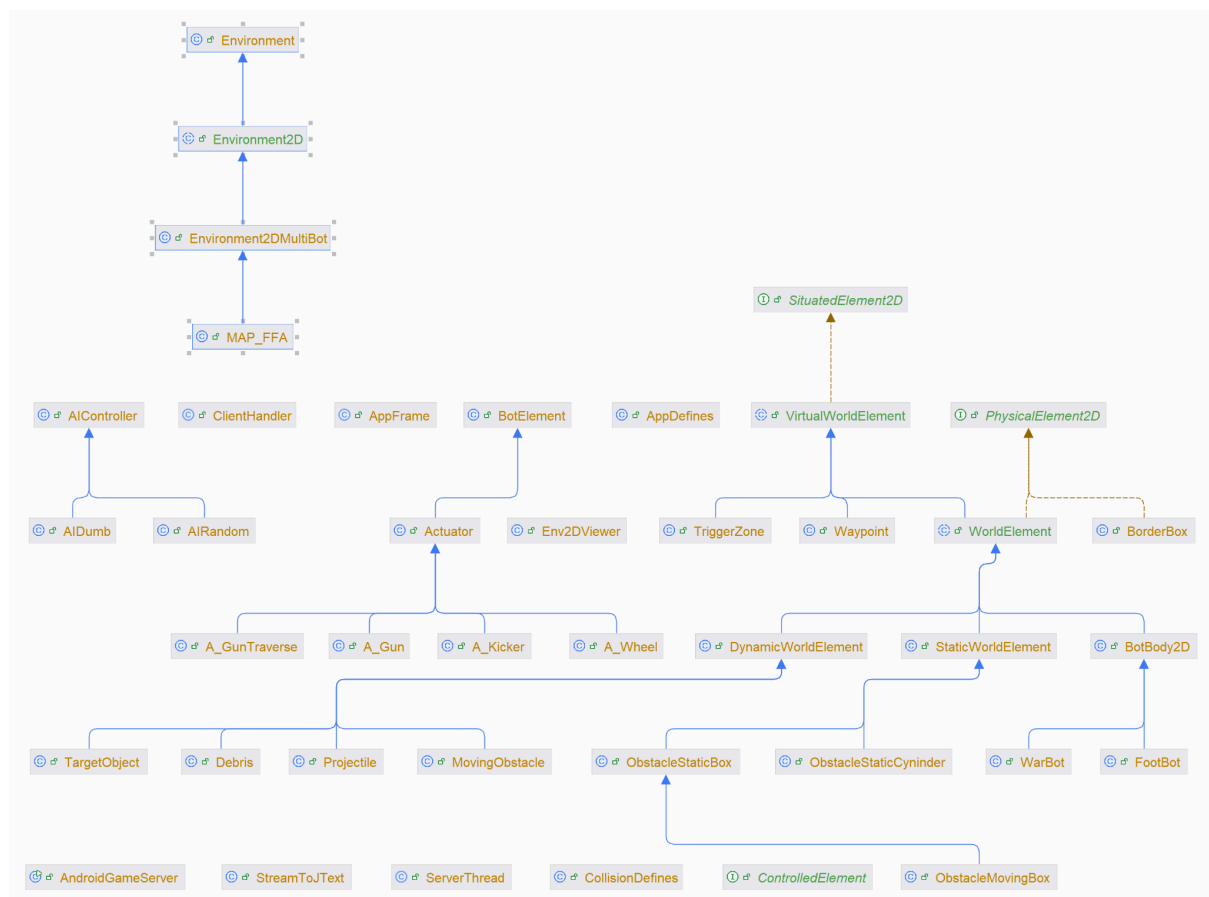 Environment
Environment2D
Environment2DMultiBot
SituatedElement2D
MAP_FFA
AIController
ClientHandler
AppFrame
BotElement
AppDefines
VirtualWorldElement
PhysicalElement2D
AIDumb
AIRandom
Actuator
Env2DViewer
TriggerZone
Waypoint
WorldElement
BorderBox
A_GunTraverse
A_Gun
A_Kicker
A_Wheel
DynamicWorldElement
StaticWorldElement
BotBody2D
TargetObject
Debris
Projectile
MovingObstacle
ObstacleStaticBox
ObstacleStaticCyninder
WarBot
FootBot
AndroidGameServer
StreamToJText
ServerThread
CollisionDefines
ControlledElement
ObstacleMovingBox